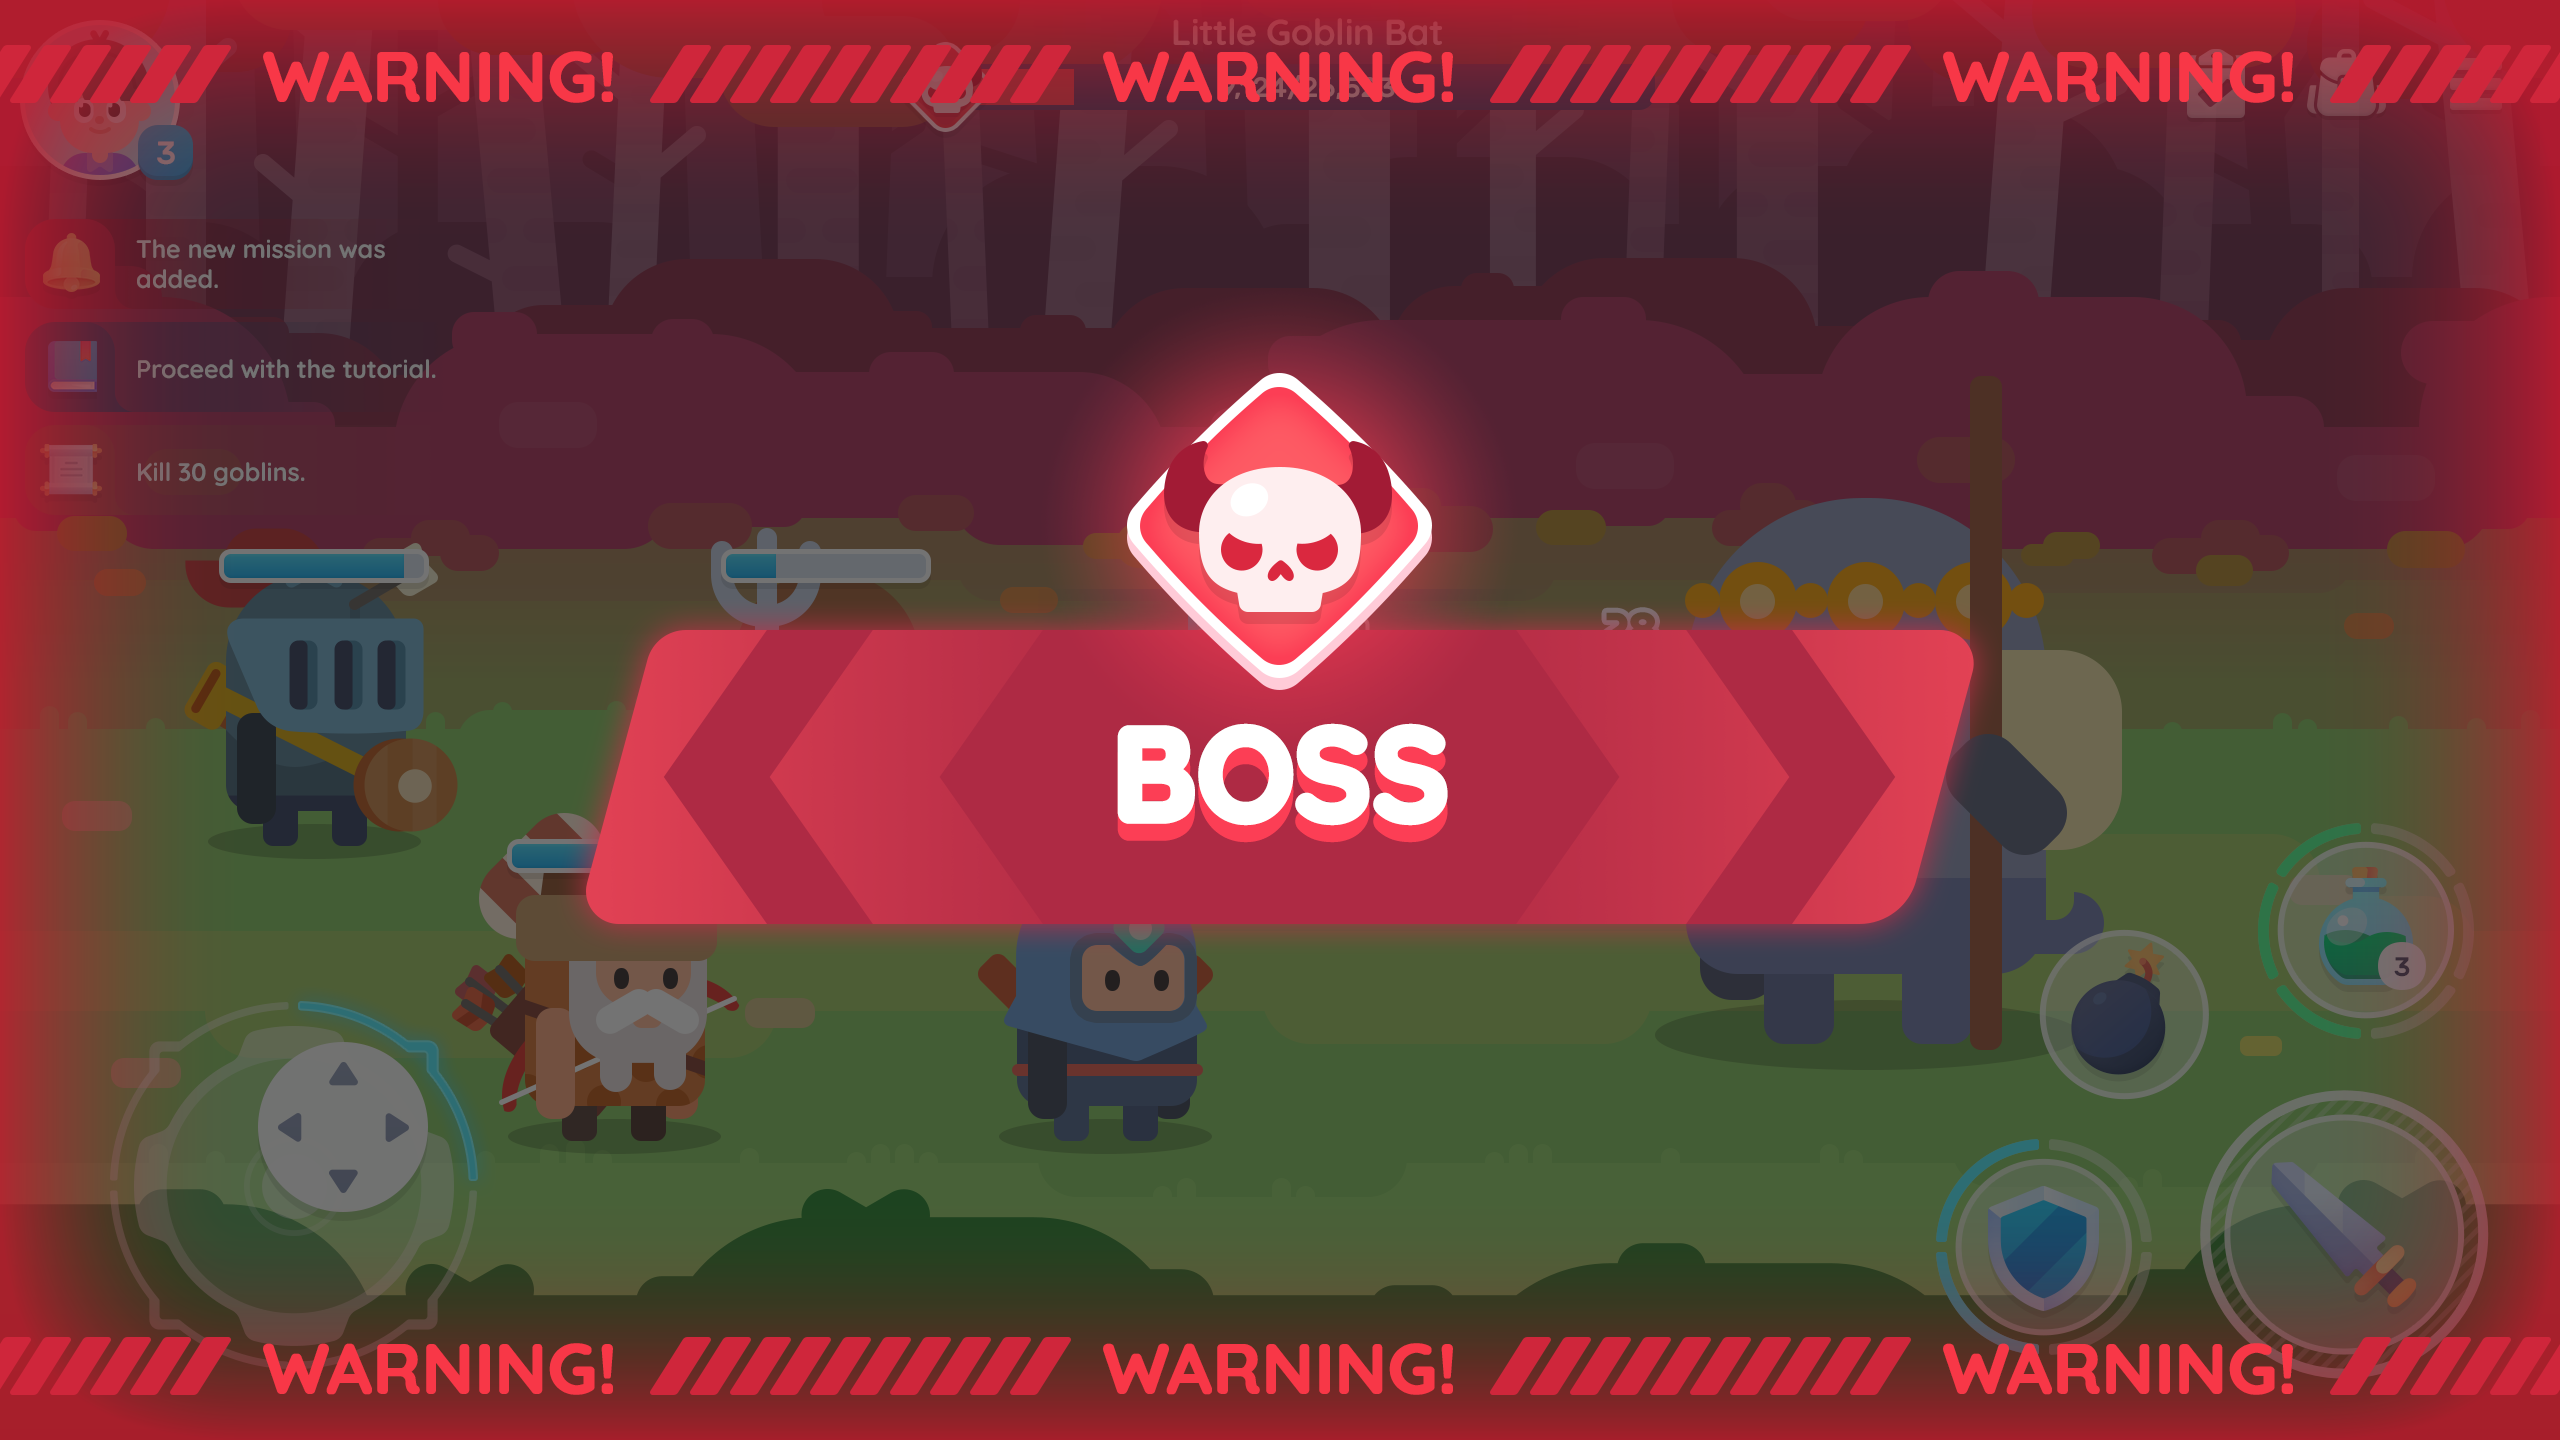 Little Goblin Bat
WARNING! WARNING! WARNING!
3
The new mission was
added.
Proceed with the tutorial.
Kill 30 goblins.
BOSS
3
WARNING! WARNING! WARNING!